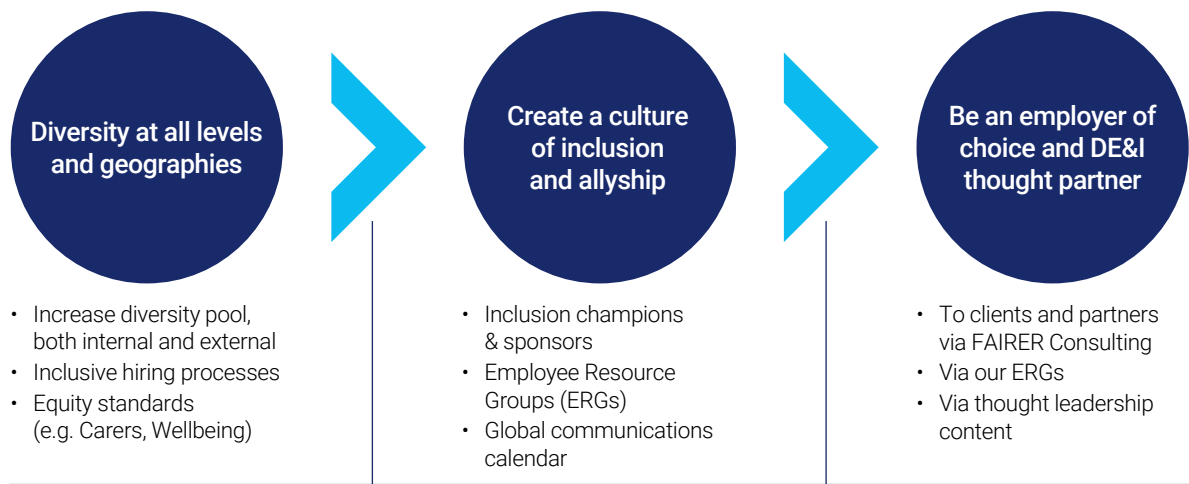 Diversity at all levels
and geographies
• Increase diversity pool,
both internal and external
• Inclusive hiring processes
• Equity standards
(e.g. Carers, Wellbeing)
Create a culture
of inclusion
and allyship
• Inclusion champions
& sponsors
• Employee Resource
Groups (ERGs)
• Global communications
calendar
Be an employer of
choice and DE&I
thought partner
• To clients and partners
via FAIRER Consulting
• Via our ERGs
• Via thought leadership
content